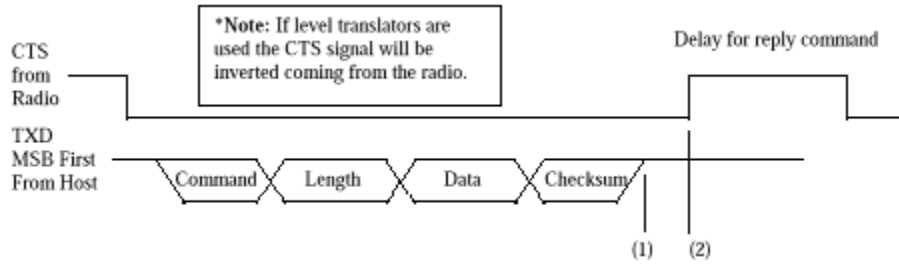 *Note: If level translators are
used the CTS signal will be
inverted coming from the radio.
Delay for reply command
CTS
from
Radio
TXD
MSB First
From Host
Command
Length
Data
Checksum
(1)
(2)